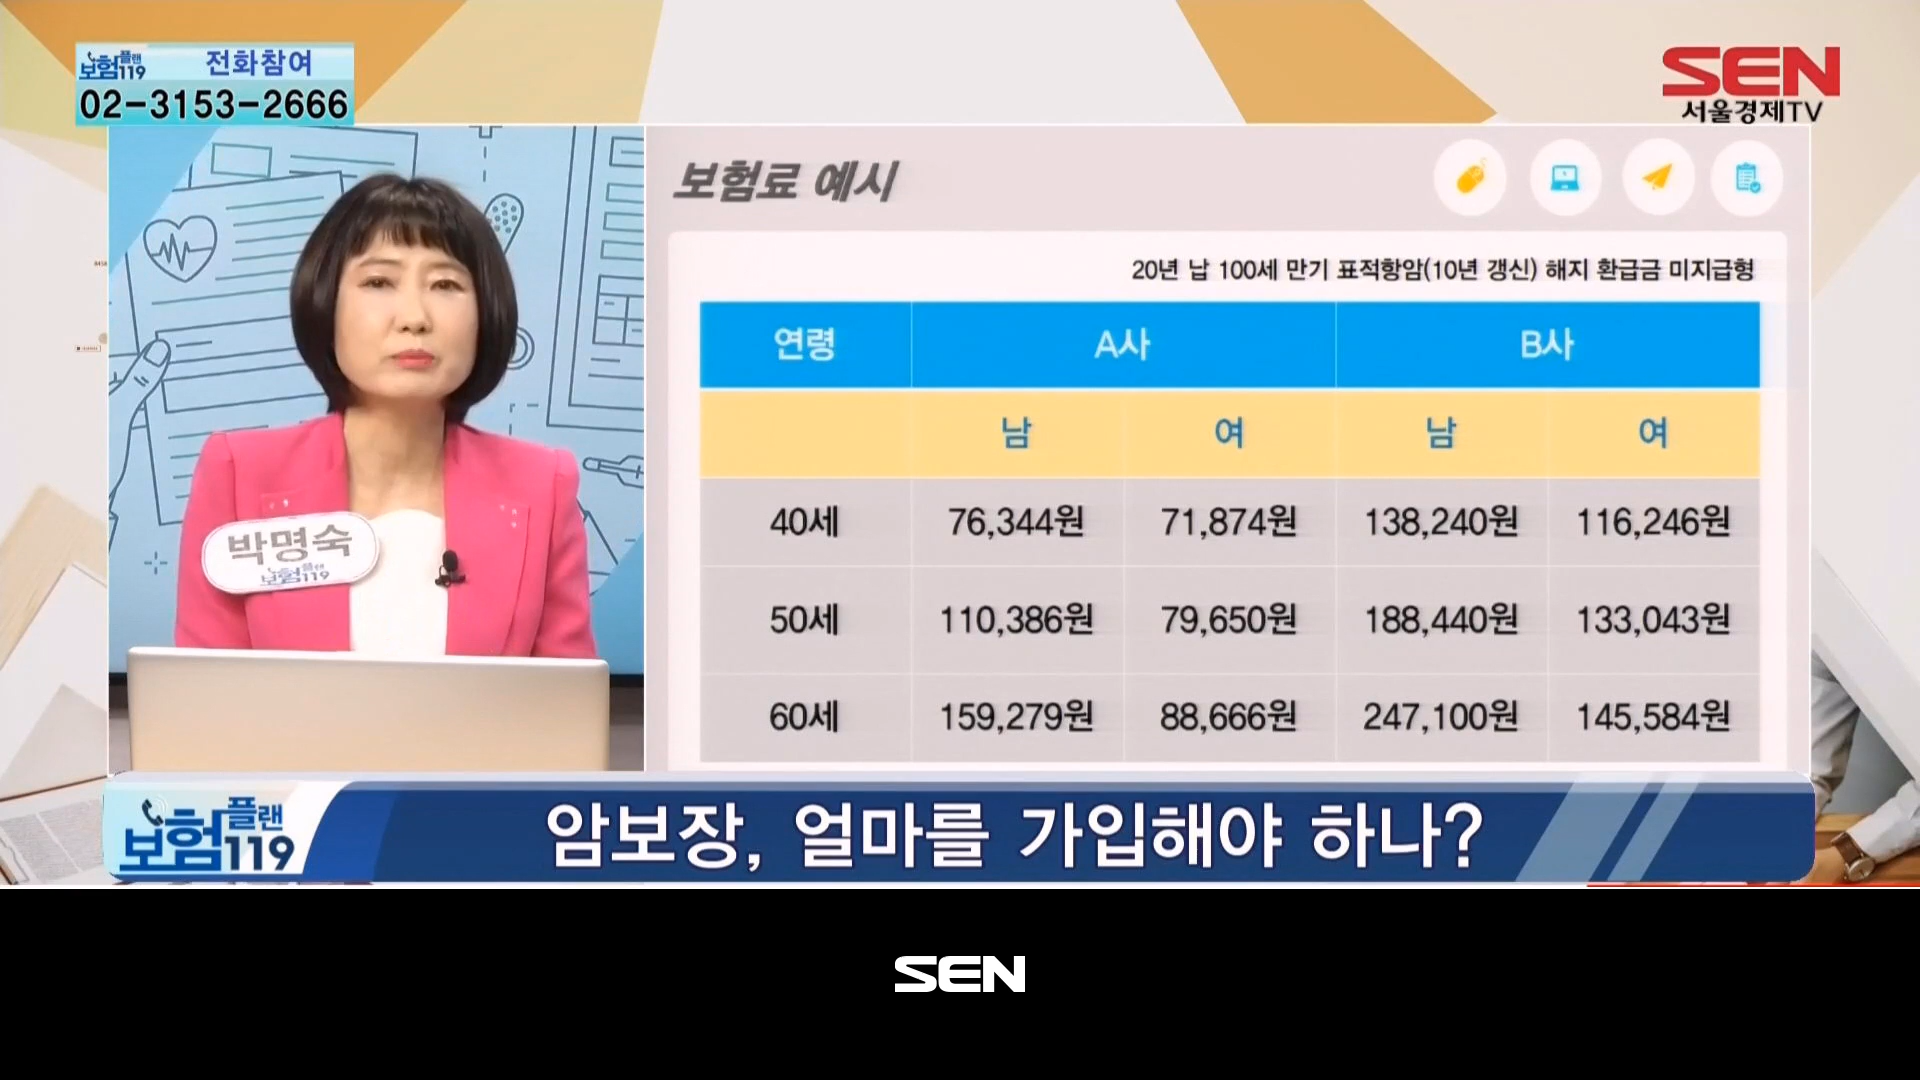 보험플랜119 전화참여
02-3153-2666
SEN
서울경제TV
보험료 예시
20년 납 100세 만기 표적항암(10년 갱신) 해지 환급금 미지급형
연령 A사 B사
남 여 남 여
40세 76,344원 71,874원 138,240원 116,246원
50세 110,386원 79,650원 188,440원 133,043원
60세 159,279원 88,666원 247,100원 145,584원
박명숙
보험플랜119
보험플랜119
암보장, 얼마를 가입해야 하나?
SEN